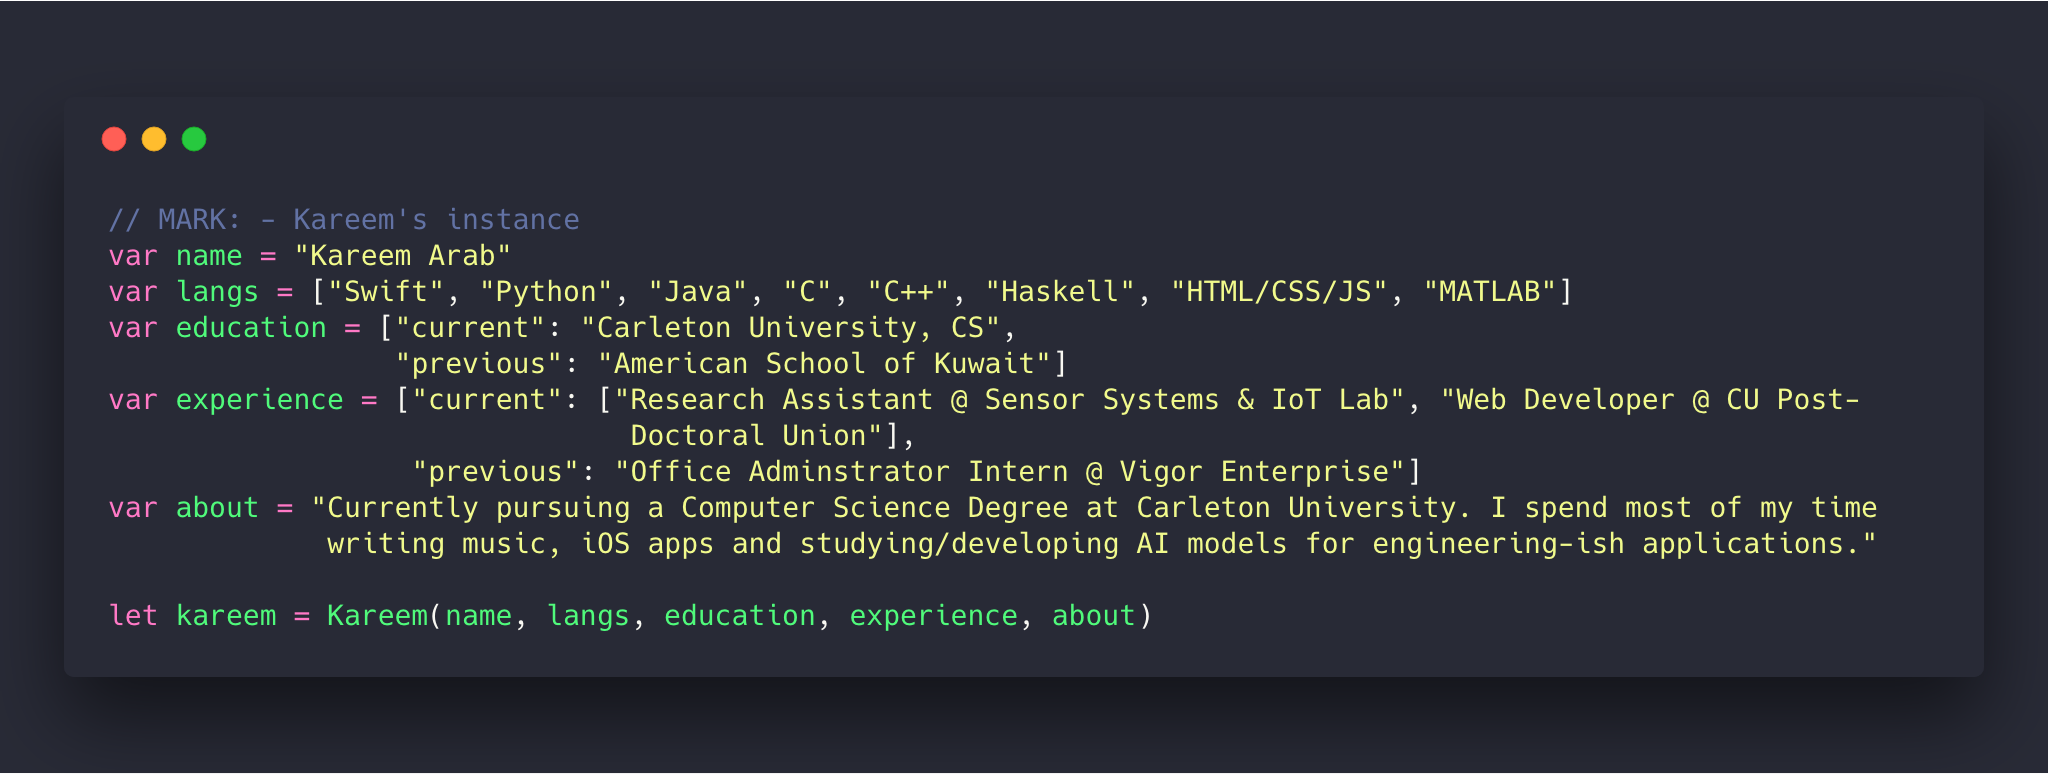 // MARK: - Kareem's instance
var name = "Kareem Arab"
var langs = ["Swift", "Python", "Java", "C", "C++", "Haskell", "HTML/CSS/JS", "MATLAB"]
var education = ["current": "Carleton University, CS",
"previous": "American School of Kuwait"]
var experience = ["current": ["Research Assistant @ Sensor Systems & IoT Lab", "Web Developer @ CU Post-
Doctoral Union"],
"previous": "Office Adminstrator Intern @ Vigor Enterprise"]
var about = "Currently pursuing a Computer Science Degree at Carleton University. I spend most of my time
writing music, iOS apps and studying/developing AI models for engineering-ish applications."
let kareem = Kareem(name, langs, education, experience, about)